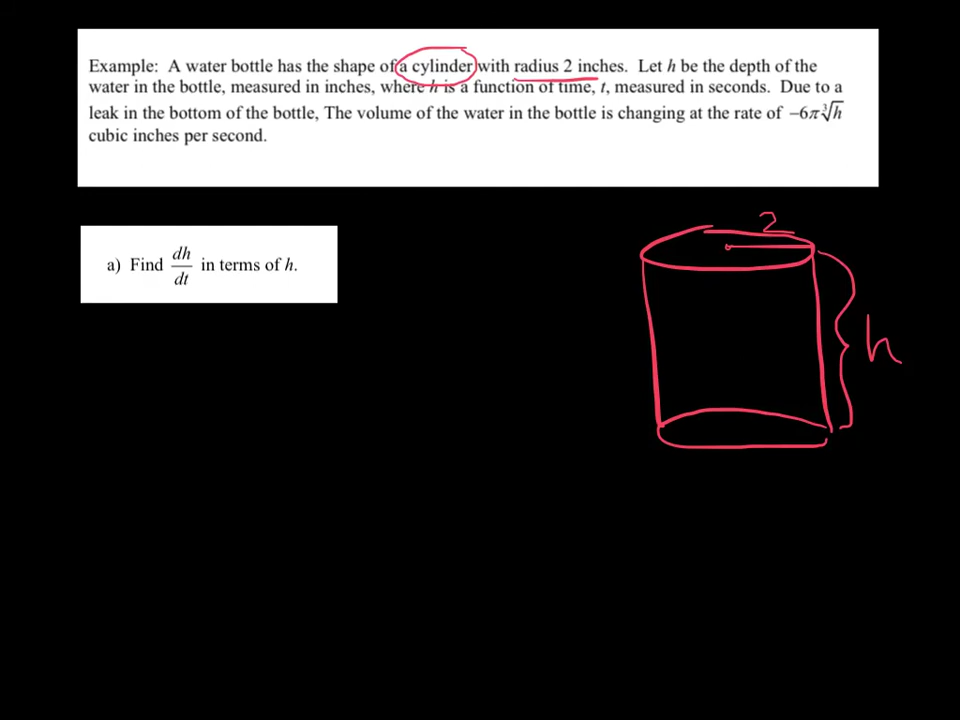 Example: A water bottle has the shape of a cylinder with radius 2 inches. Let h be the depth of the
water in the bottle, measured in inches, where h is a function of time, t, measured in seconds. Due to a
leak in the bottom of the bottle, The volume of the water in the bottle is changing at the rate of −6π∛h
cubic inches per second.
a) Find dh/dt in terms of h.
2
h